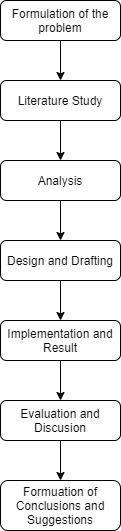 Formulation of the
problem
Literature Study
Analysis
Design and Drafting
Implementation and
Result
Evaluation and
Discusion
Formuation of
Conclusions and
Suggestions